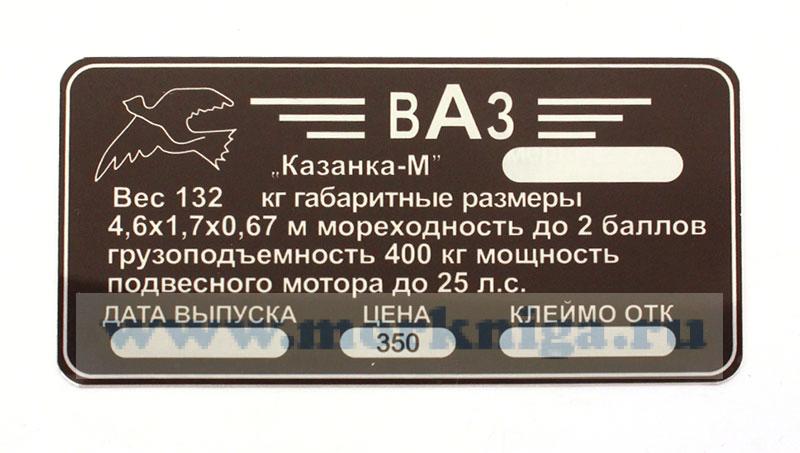 ВАЗ
„Казанка-М”
Вес 132 кг габаритные размеры
4,6х1,7х0,67 м мореходность до 2 баллов
грузоподъемность 400 кг мощность
подвесного мотора до 25 л.с.
ДАТА ВЫПУСКА ЦЕНА КЛЕЙМО ОТК
350
www.morkniga.ru